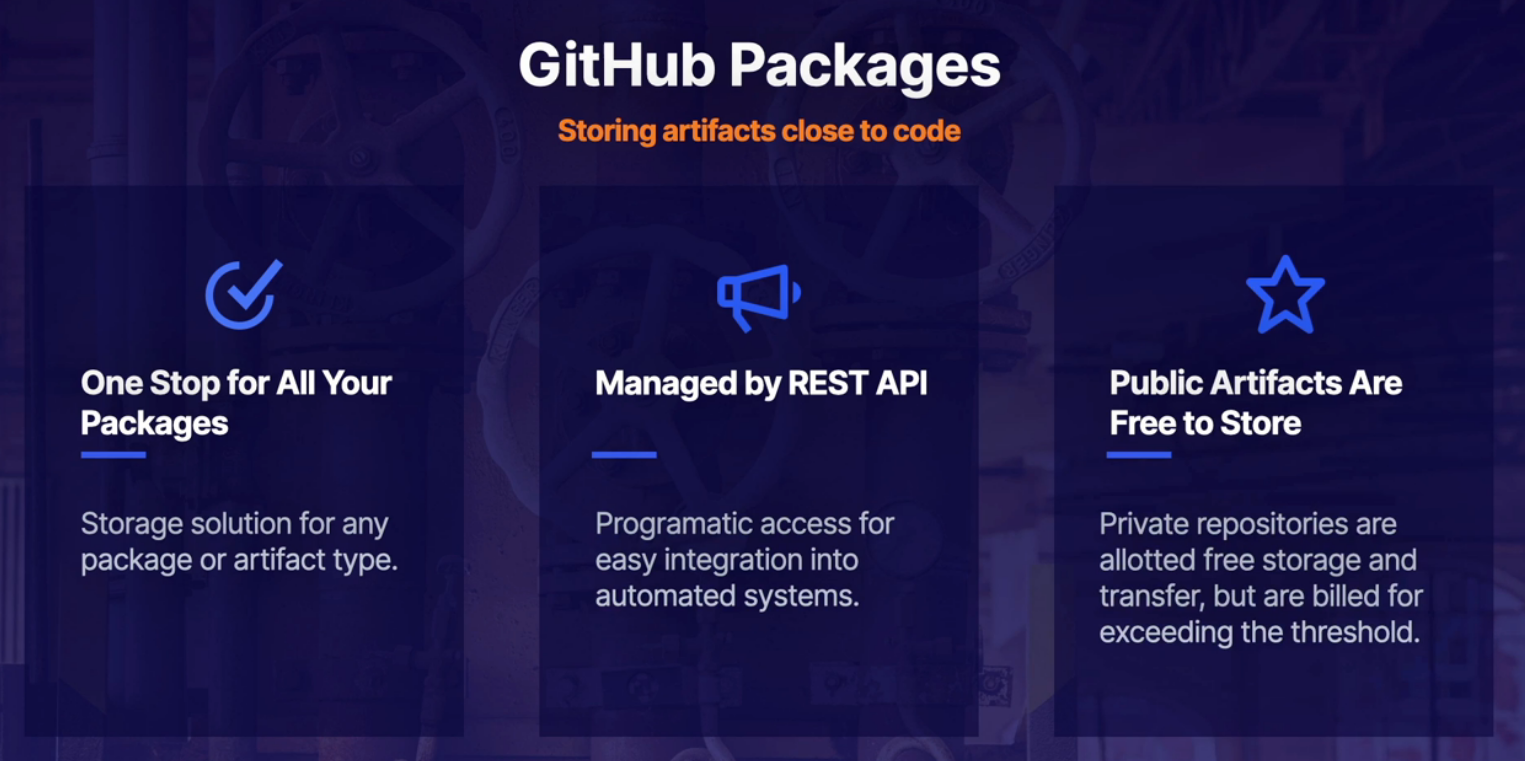 GitHub Packages
Storing artifacts close to code
One Stop for All Your
Packages
Storage solution for any
package or artifact type.
Managed by REST API
Programatic access for
easy integration into
automated systems.
Public Artifacts Are
Free to Store
Private repositories are
allotted free storage and
transfer, but are billed for
exceeding the threshold.